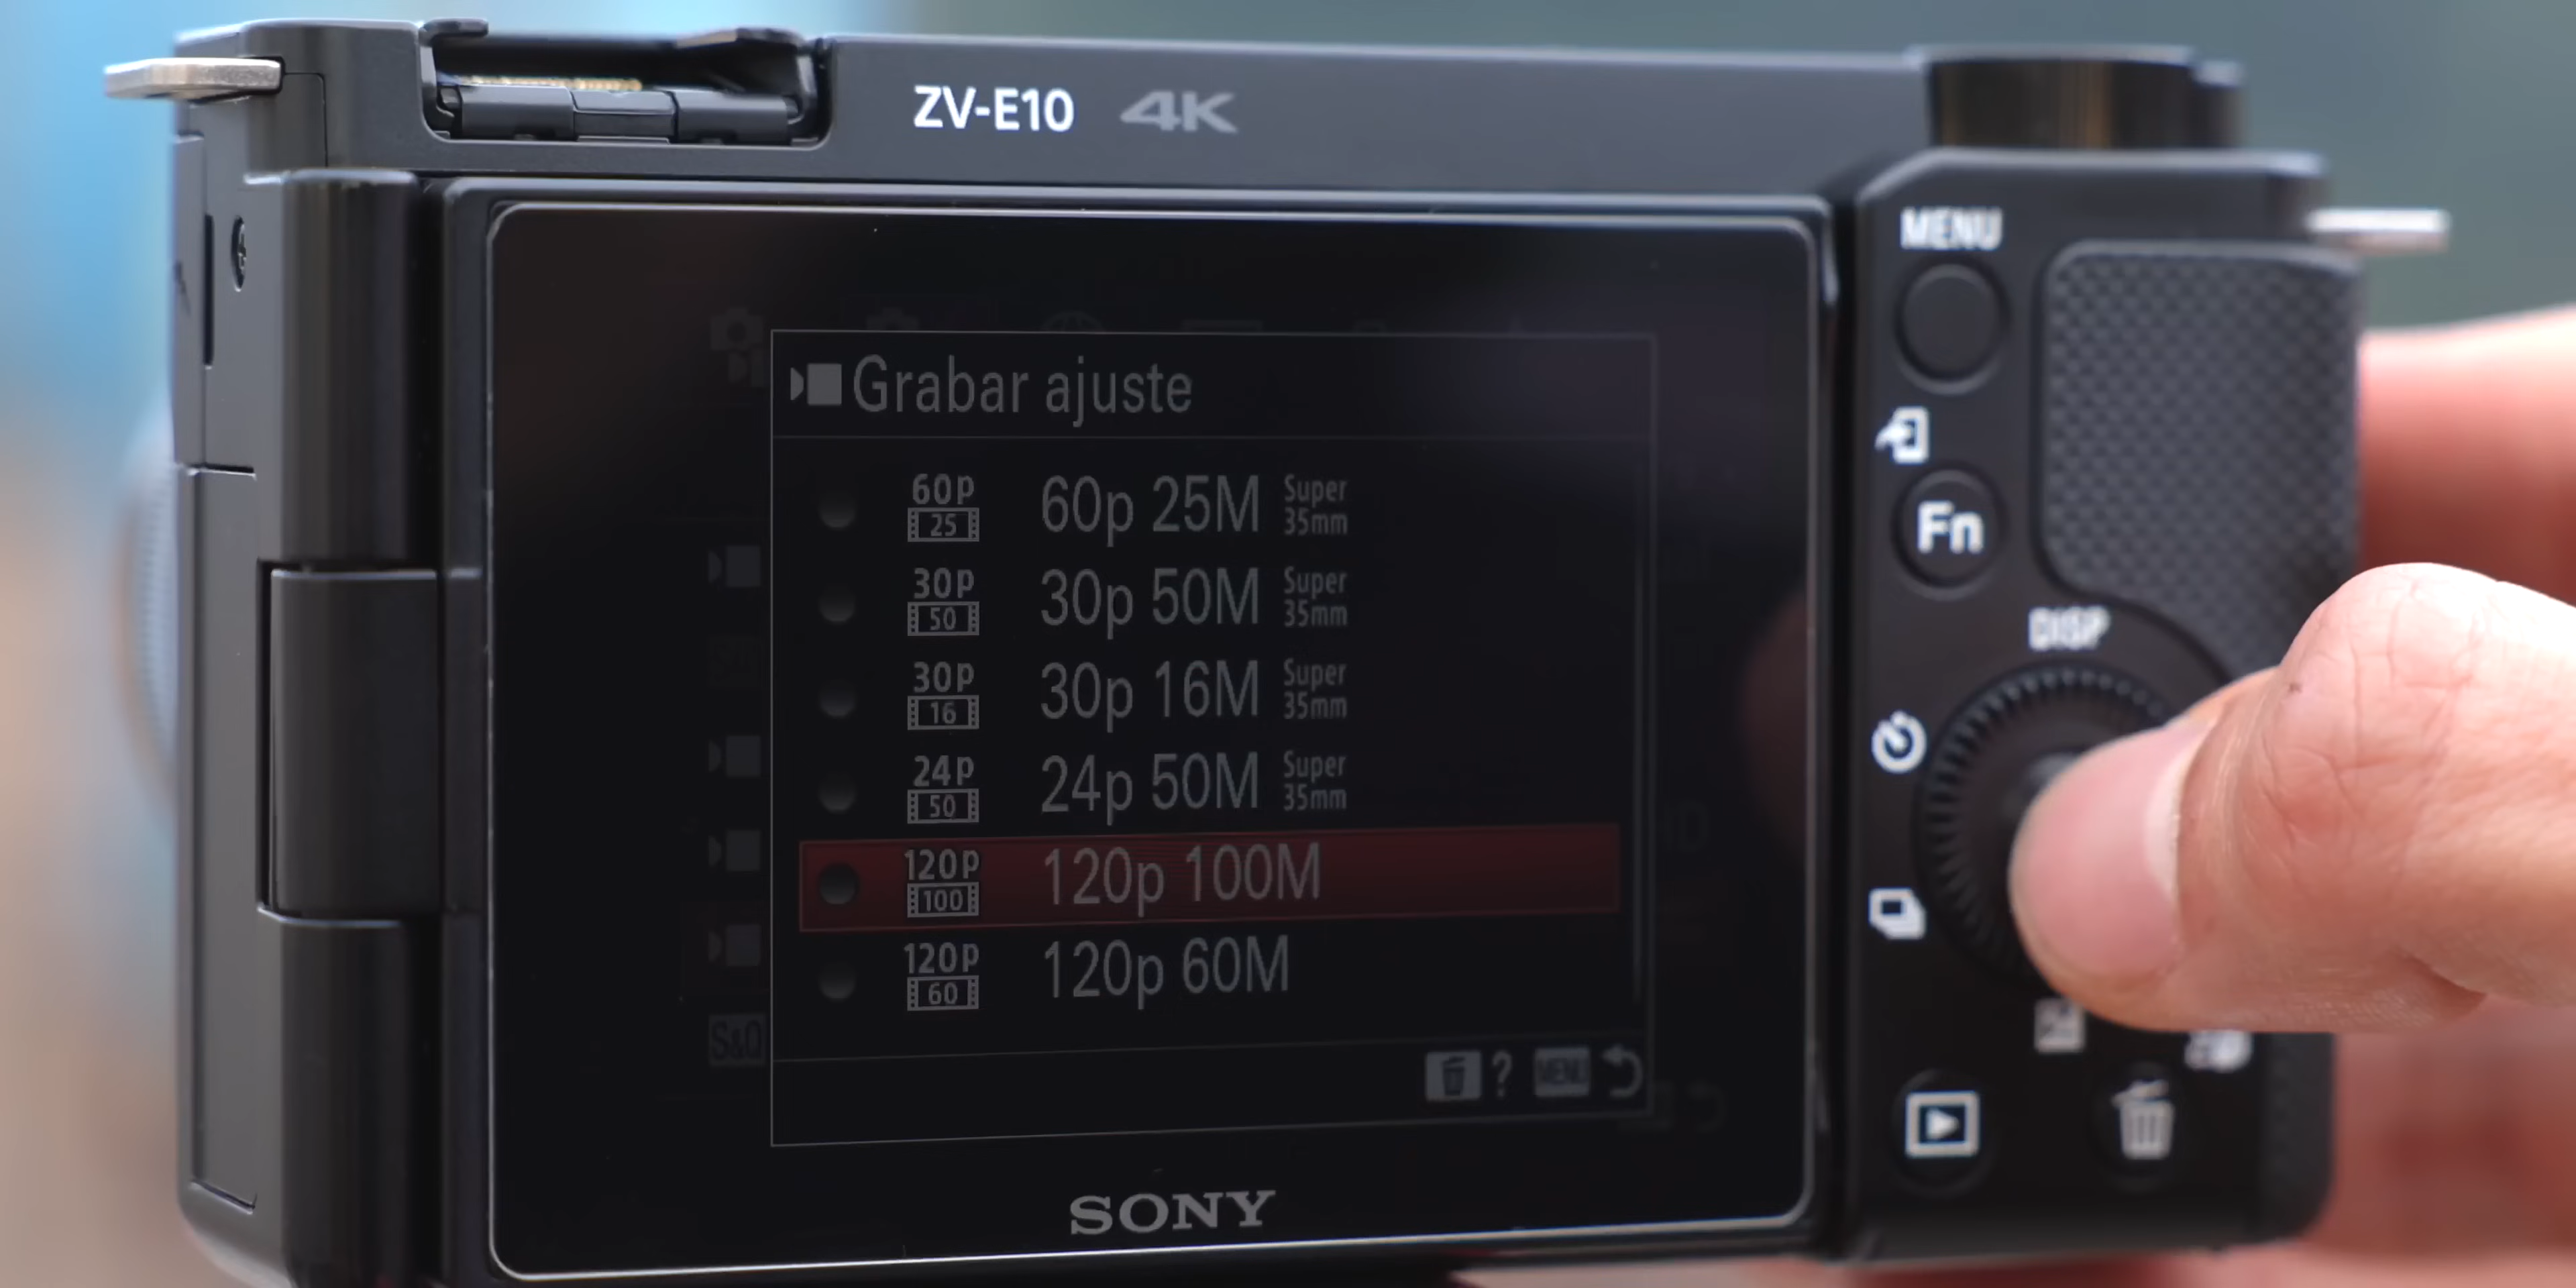 ZV-E10 4K
MENU
Grabar ajuste
60p 25 60p 25M Super 35mm
30p 50 30p 50M Super 35mm
30p 16 30p 16M Super 35mm
24p 50 24p 50M Super 35mm
120p 100 120p 100M
120p 60 120p 60M
Fn
DISP
S&Q
? MENU
SONY